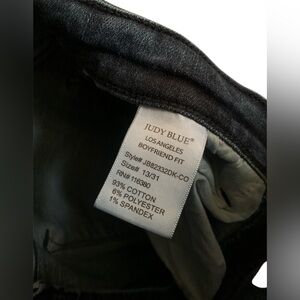 JUDY BLUE®
LOS ANGELES
BOYFRIEND FIT
Style# JB82332DK-CG
Size# 13/31
RN# 116380
93% COTTON
6% POLYESTER
1% SPANDEX